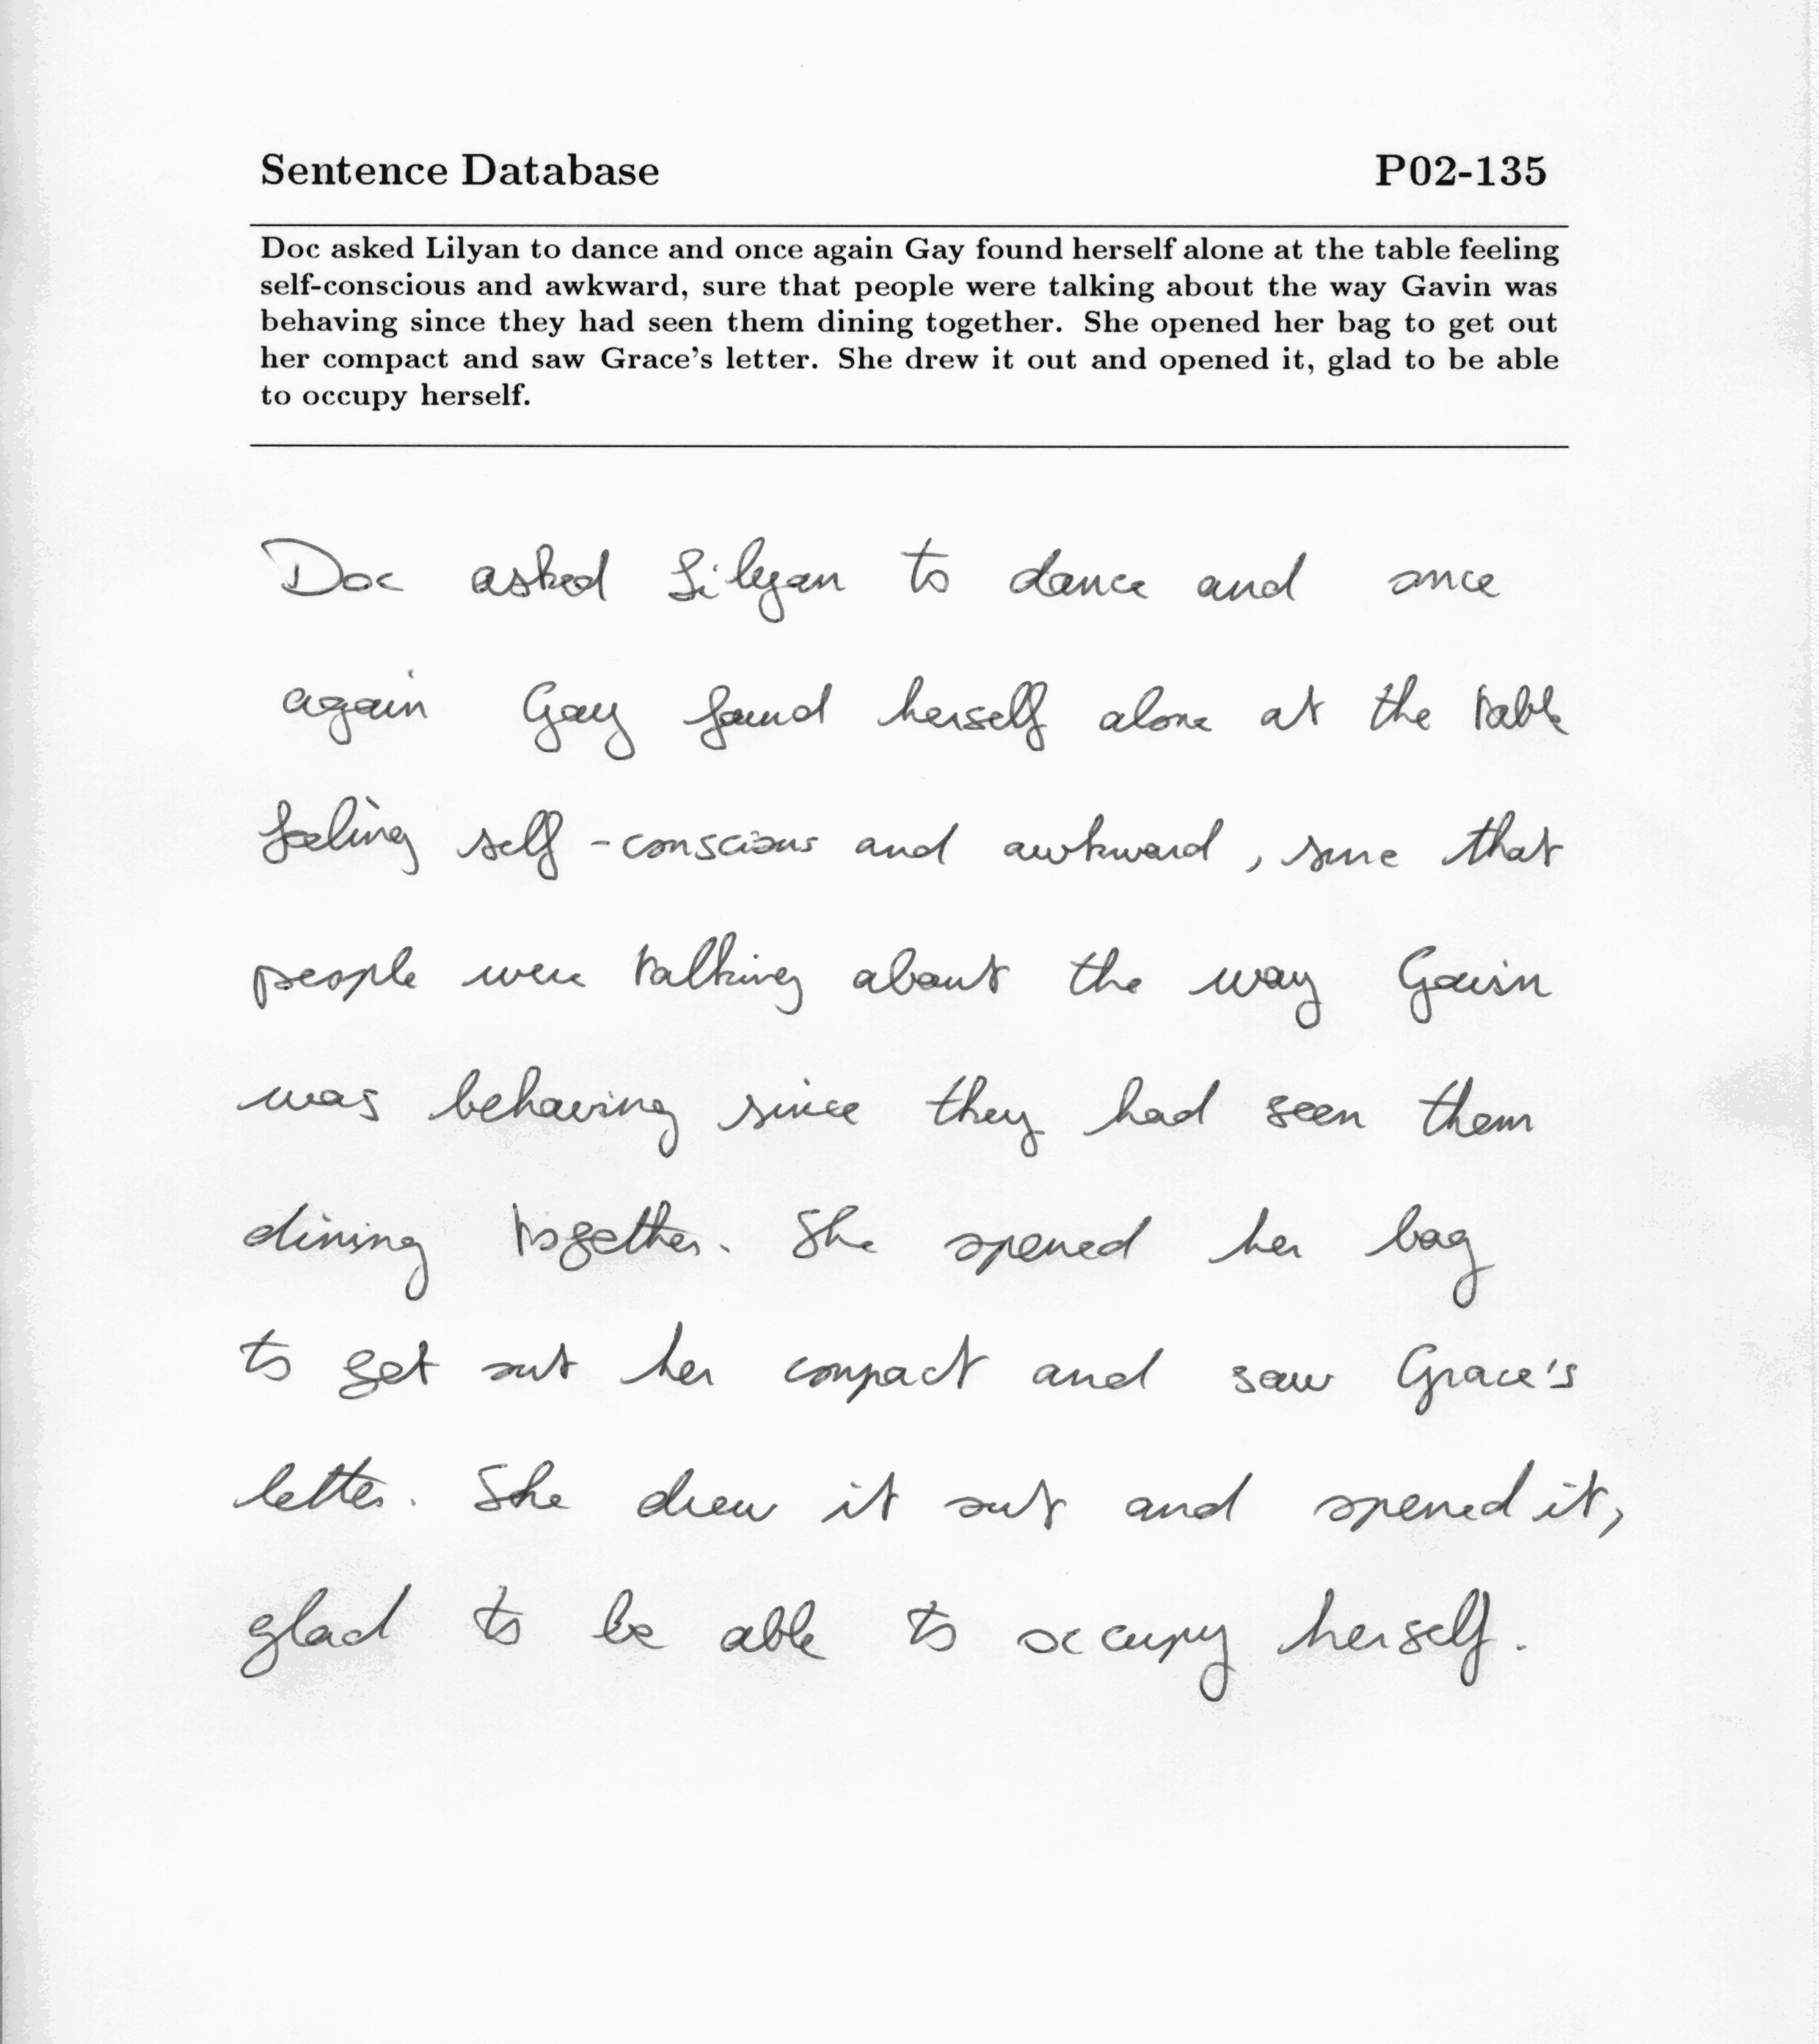 Sentence Database P02-135
Doc asked Lilyan to dance and once again Gay found herself alone at the table feeling
self-conscious and awkward, sure that people were talking about the way Gavin was
behaving since they had seen them dining together. She opened her bag to get out
her compact and saw Grace's letter. She drew it out and opened it, glad to be able
to occupy herself.
Doc asked Lilyan to dance and once
again Gay found herself alone at the table
feeling self-conscious and awkward, sure that
people were talking about the way Gavin
was behaving since they had seen them
dining together. She opened her bag
to get out her compact and saw Grace's
letter. She drew it out and opened it,
glad to be able to occupy herself.